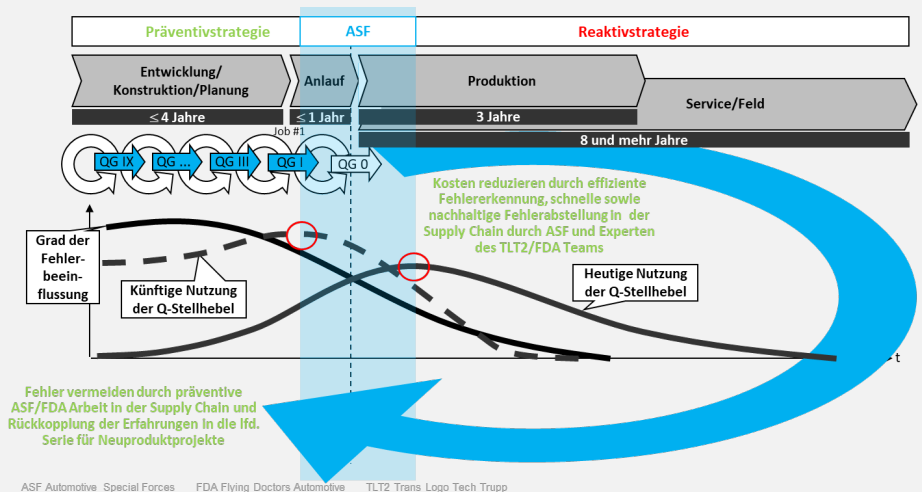 Präventivstrategie
ASF
Reaktivstrategie
Entwicklung/
Konstruktion/Planung
Anlauf
Produktion
Service/Feld
≤ 4 Jahre
≤ 1 Jahr
3 Jahre
8 und mehr Jahre
Job #1
QG IX
QG ...
QG III
QG I
QG 0
Kosten reduzieren durch effiziente
Fehlererkennung, schnelle sowie
nachhaltige Fehlerabstellung in der
Supply Chain durch ASF und Experten
des TLT2/FDA Teams
Grad der
Fehler-
beein-
flussung
Künftige Nutzung
der Q-Stellhebel
Heutige Nutzung
der Q-Stellhebel
t
Fehler vermeiden durch präventive
ASF/FDA Arbeit in der Supply Chain und
Rückkopplung der Erfahrungen in die lfd.
Serie für Neuproduktprojekte
ASF Automotive Special Forces FDA Flying Doctors Automotive TLT2 Trans Logo Tech Trupp